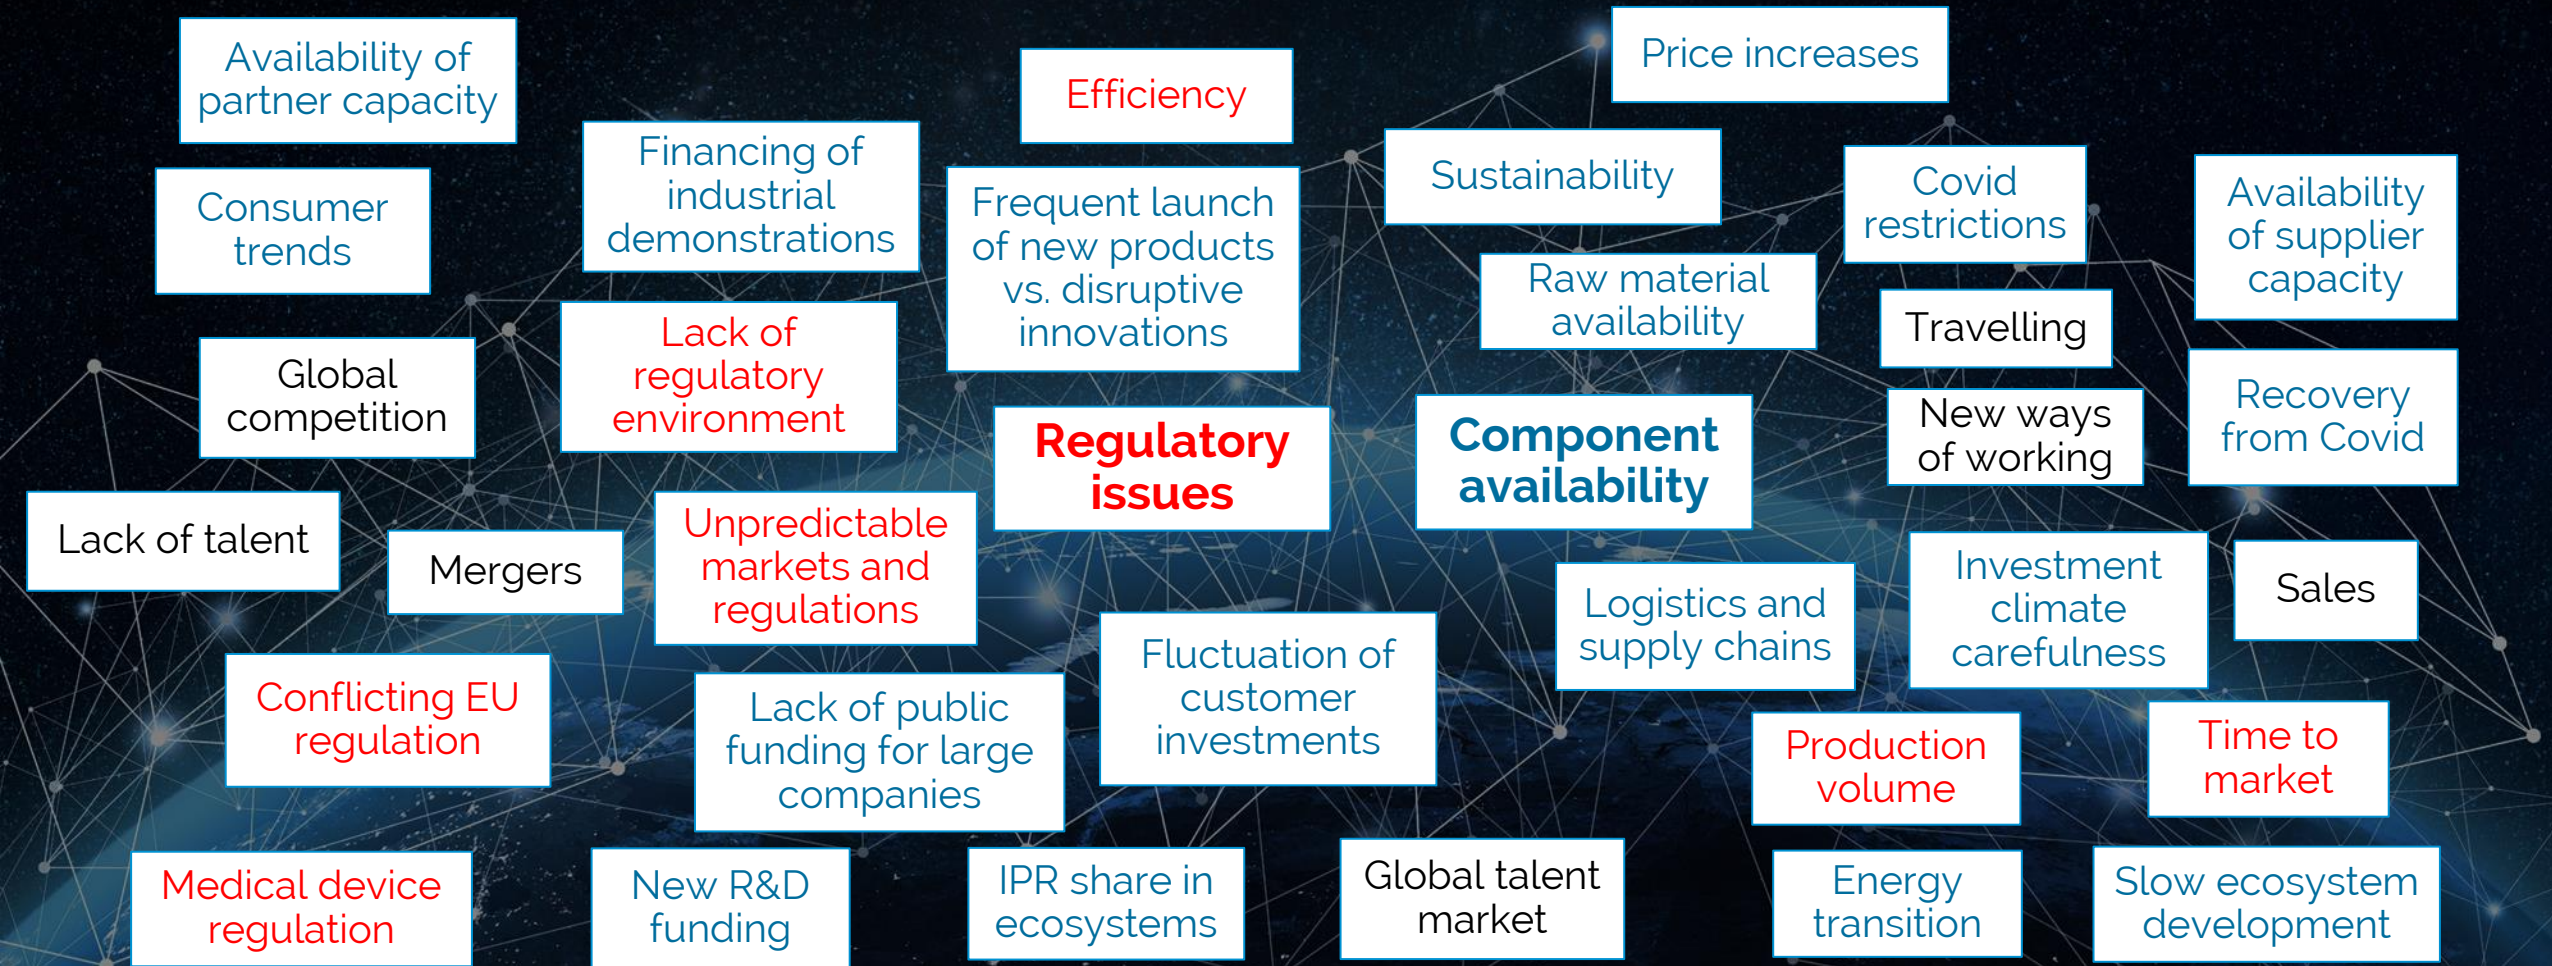 Availability of
partner capacity
Efficiency
Price increases
Financing of
industrial
demonstrations
Sustainability
Covid
restrictions
Availability
of supplier
capacity
Consumer
trends
Frequent launch
of new products
vs. disruptive
innovations
Raw material
availability
Travelling
Lack of
regulatory
environment
Global
competition
Recovery
from Covid
New ways
of working
Regulatory
issues
Component
availability
Lack of talent
Mergers
Unpredictable
markets and
regulations
Investment
climate
carefulness
Sales
Logistics and
supply chains
Fluctuation of
customer
investments
Conflicting EU
regulation
Lack of public
funding for large
companies
Production
volume
Time to
market
Medical device
regulation
New R&D
funding
IPR share in
ecosystems
Global talent
market
Energy
transition
Slow ecosystem
development